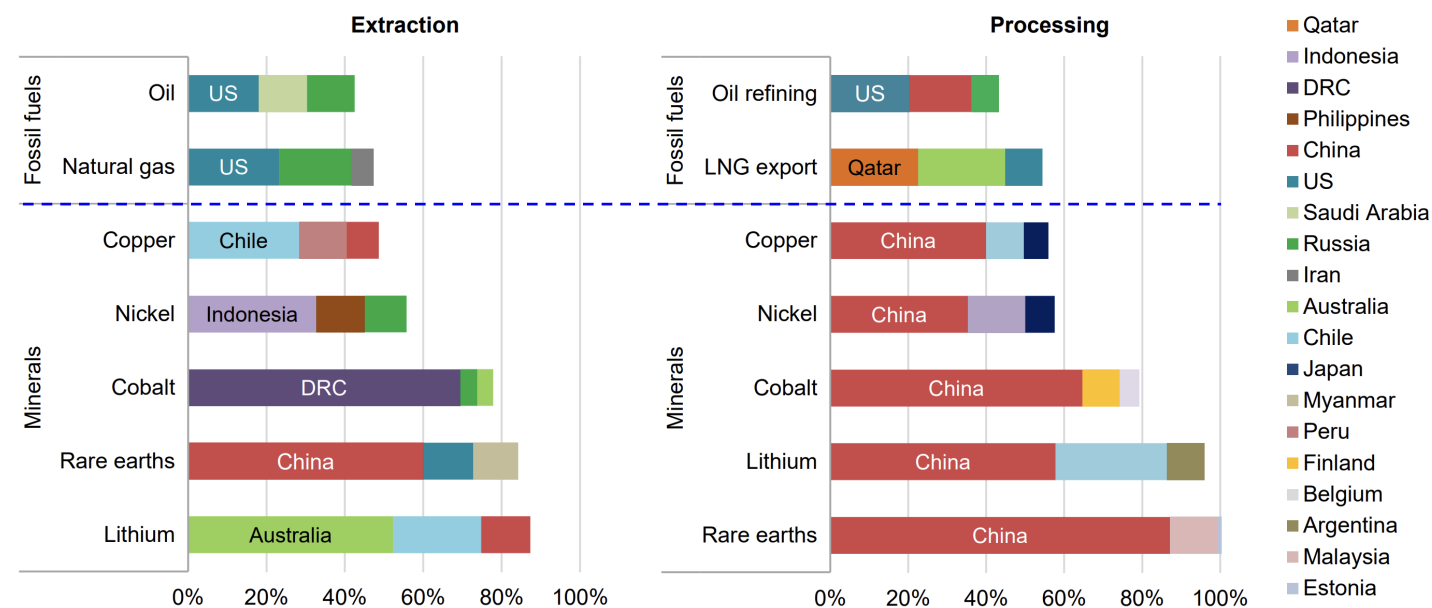 Extraction
Fossil fuels
Oil
US
Natural gas
US
Minerals
Copper
Chile
Nickel
Indonesia
Cobalt
DRC
Rare earths
China
Lithium
Australia
0% 20% 40% 60% 80% 100%
Processing
Fossil fuels
Oil refining
US
LNG export
Qatar
Minerals
Copper
China
Nickel
China
Cobalt
China
Lithium
China
Rare earths
China
0% 20% 40% 60% 80% 100%
Qatar
Indonesia
DRC
Philippines
China
US
Saudi Arabia
Russia
Iran
Australia
Chile
Japan
Myanmar
Peru
Finland
Belgium
Argentina
Malaysia
Estonia